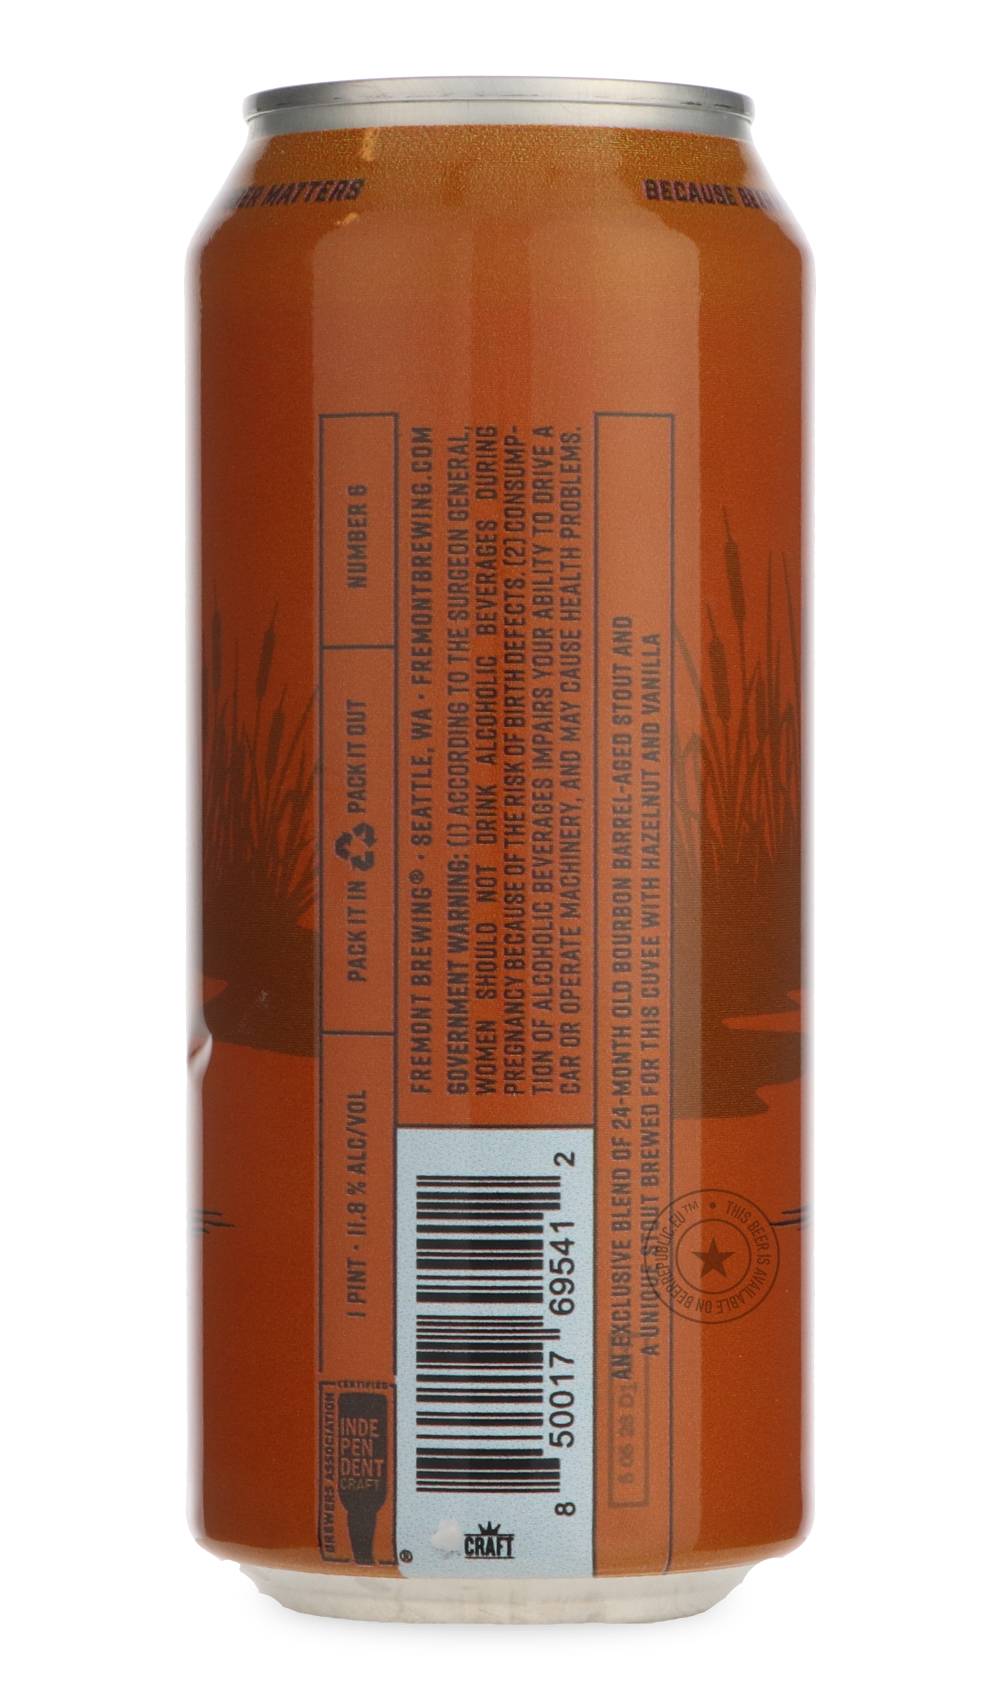 BECAUSE
MATTERS
NUMBER 6
PACK IT IN PACK IT OUT
1 PINT · 11.8 % ALC/VOL
BREWERS ASSOCIATION
CERTIFIED
INDE
PEN
DENT
CRAFT
®
FREMONT BREWING® · SEATTLE, WA · FREMONTBREWING.COM
GOVERNMENT WARNING: (1) ACCORDING TO THE SURGEON GENERAL,
WOMEN SHOULD NOT DRINK ALCOHOLIC BEVERAGES DURING
PREGNANCY BECAUSE OF THE RISK OF BIRTH DEFECTS. (2) CONSUMP-
TION OF ALCOHOLIC BEVERAGES IMPAIRS YOUR ABILITY TO DRIVE A
CAR OR OPERATE MACHINERY, AND MAY CAUSE HEALTH PROBLEMS.
8 50017 69541 2
CRAFT
AN EXCLUSIVE BLEND OF 24-MONTH OLD BOURBON BARREL-AGED STOUT AND
A UNIQUE STOUT BREWED FOR THIS CUVEE WITH HAZELNUT AND VANILLA
THIS BEER IS AVAILABLE ON BEERREPUBLIC.EU™